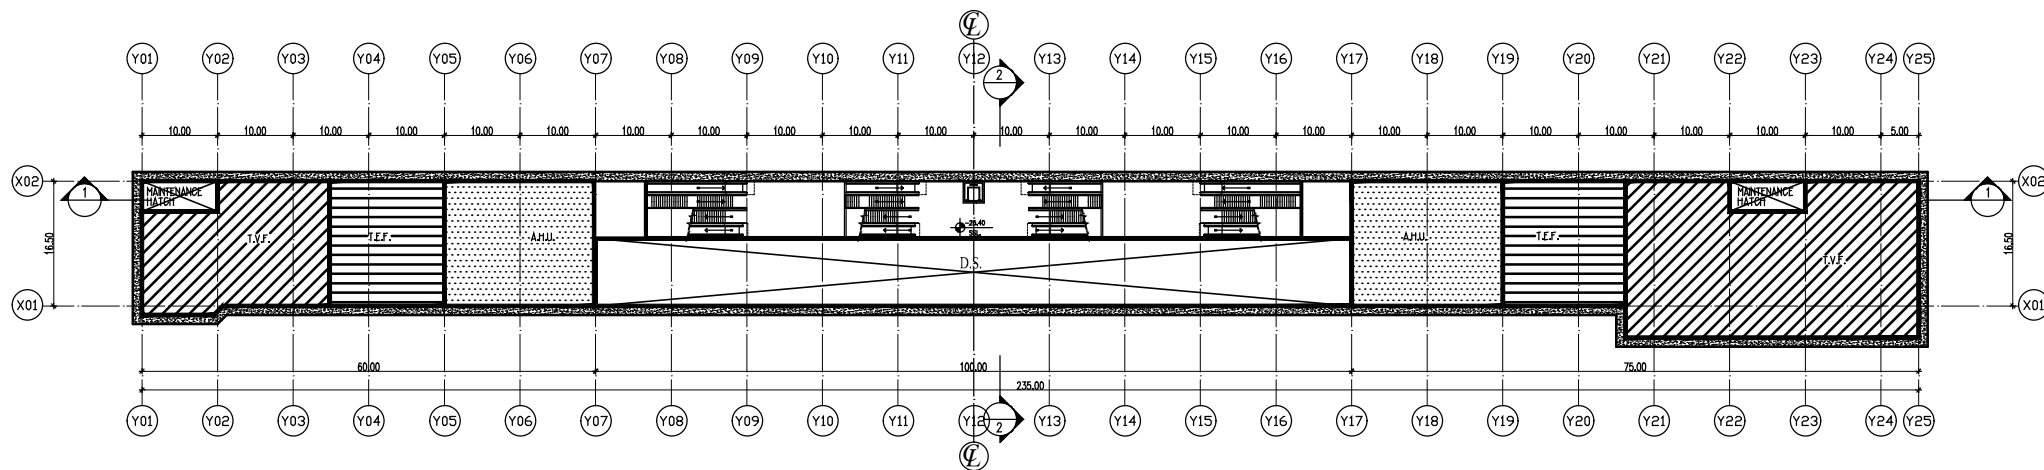 ℄
Y01 Y02 Y03 Y04 Y05 Y06 Y07 Y08 Y09 Y10 Y11 Y12 Y13 Y14 Y15 Y16 Y17 Y18 Y19 Y20 Y21 Y22 Y23 Y24 Y25
2
10.00 10.00 10.00 10.00 10.00 10.00 10.00 10.00 10.00 10.00 10.00 10.00 10.00 10.00 10.00 10.00 10.00 10.00 10.00 10.00 10.00 10.00 10.00 5.00
X02 X02
1 MAINTENANCE HATCH MAINTENANCE HATCH 1
16.50 T.V.F. T.E.F. A.H.U. A.H.U. T.E.F. T.V.F. 16.50
SSL
D.S.
X01 X01
60.00 100.00 75.00
235.00
Y01 Y02 Y03 Y04 Y05 Y06 Y07 Y08 Y09 Y10 Y11 Y12 Y13 Y14 Y15 Y16 Y17 Y18 Y19 Y20 Y21 Y22 Y23 Y24 Y25
2
℄